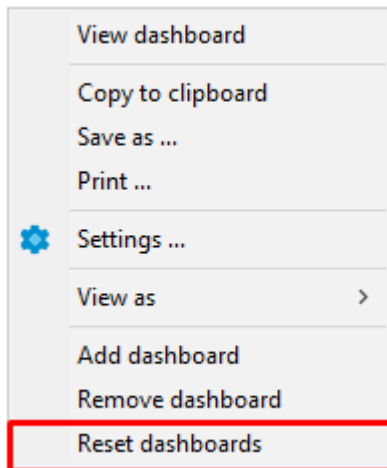 View dashboard
Copy to clipboard
Save as ...
Print ...
Settings ...
View as
Add dashboard
Remove dashboard
Reset dashboards